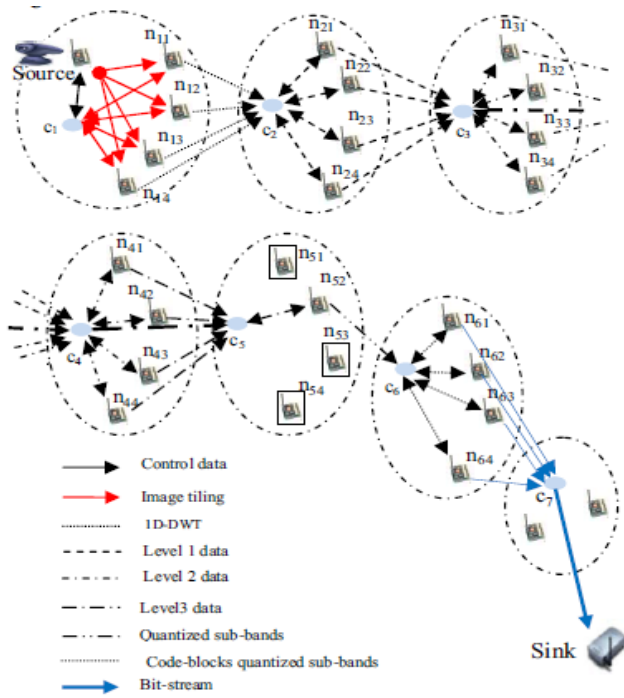 n11
n21
n31
Source
n12
n22
n32
c1
n13
c2
n23
c3
n33
n14
n24
n34
n41
n51
n42
n52
n61
n53
n62
c4
n43
c5
n63
n44
n54
c6
n64
c7
Control data
Image tiling
1D-DWT
Level 1 data
Level 2 data
Level3 data
Quantized sub-bands
Code-blocks quantized sub-bands
Bit-stream
Sink